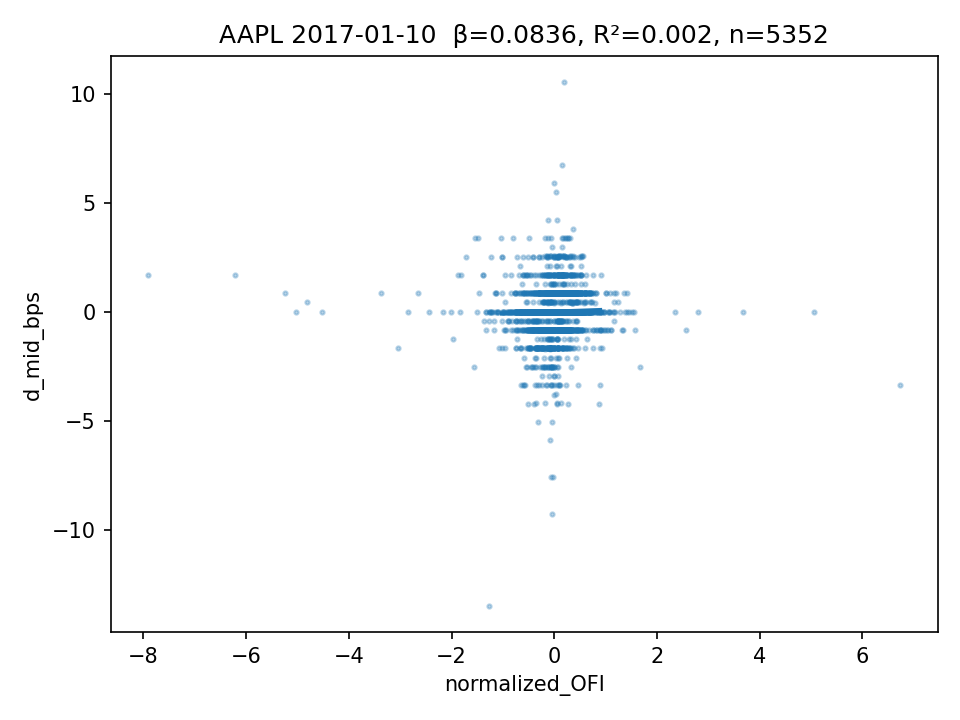 AAPL 2017-01-10  β=0.0836, R²=0.002, n=5352
10
5
0
−5
−10
d_mid_bps
−8 −6 −4 −2 0 2 4 6
normalized_OFI